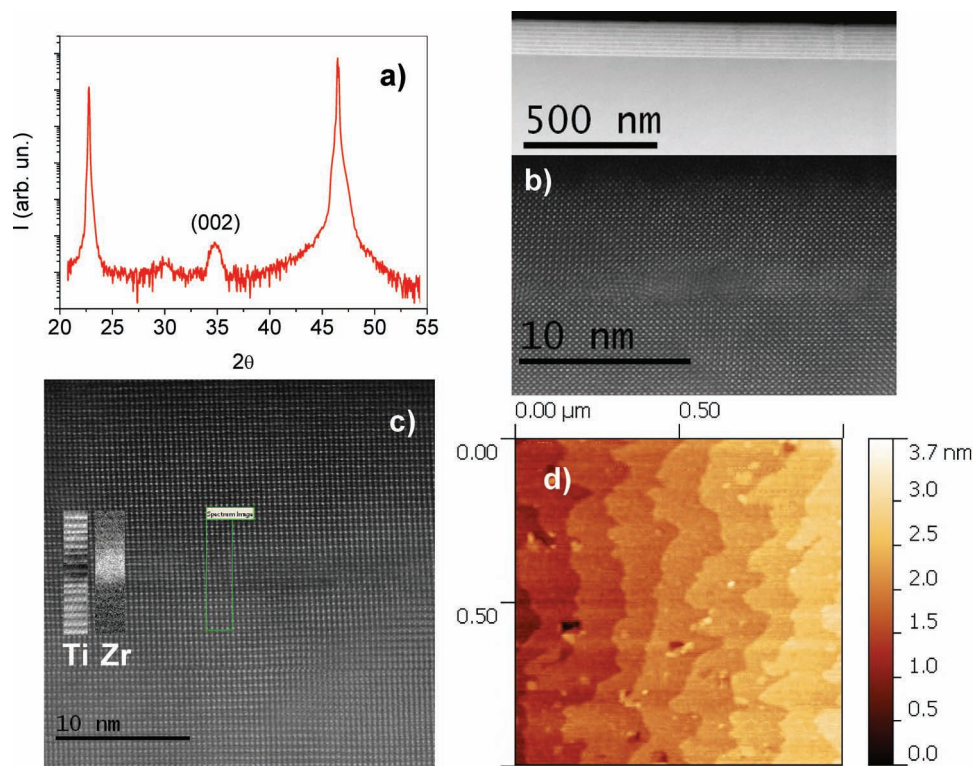 a)
I (arb. un.)
(002)
20 25 30 35 40 45 50 55
2θ
500 nm
b)
10 nm
c)
Spectrum Image
Ti Zr
10 nm
0.00 µm 0.50
0.00
0.50
d)
3.7 nm
3.0
2.5
2.0
1.5
1.0
0.5
0.0